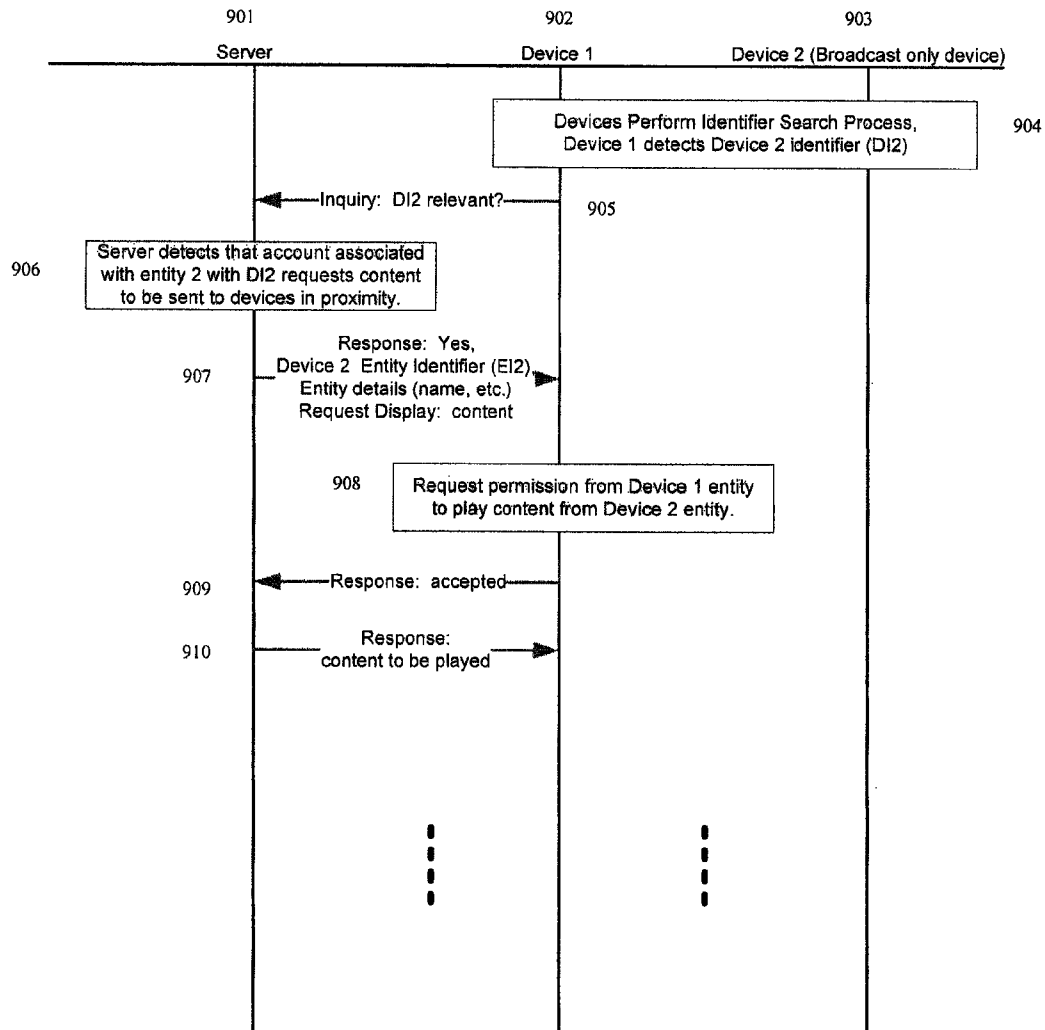 901
902
903
Server
Device 1
Device 2 (Broadcast only device)
Devices Perform Identifier Search Process,
Device 1 detects Device 2 identifier (DI2)
904
Inquiry: DI2 relevant?
905
906
Server detects that account associated
with entity 2 with DI2 requests content
to be sent to devices in proximity.
907
Response: Yes,
Device 2 Entity Identifier (EI2),
Entity details (name, etc.)
Request Display: content
908
Request permission from Device 1 entity
to play content from Device 2 entity.
909
Response: accepted
910
Response:
content to be played